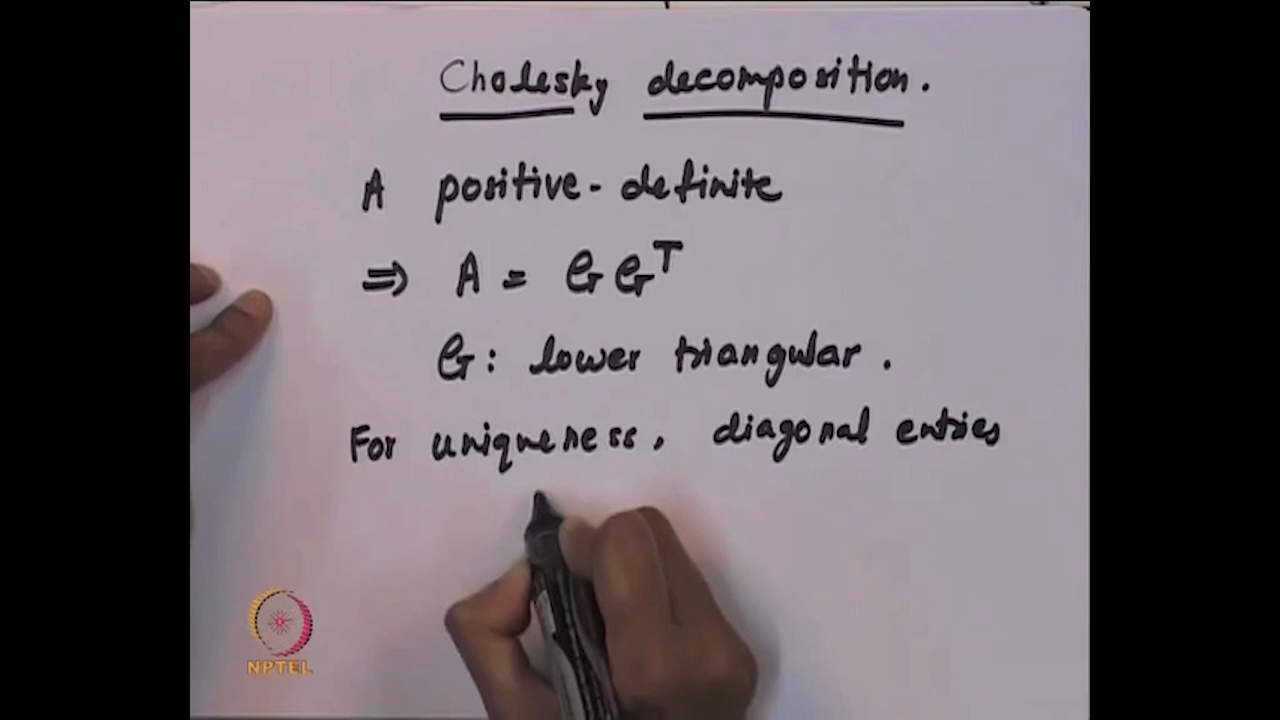 Cholesky decomposition.
A positive-definite
⇒ A = G G^T
G: lower triangular.
For uniqueness, diagonal entries
NPTEL